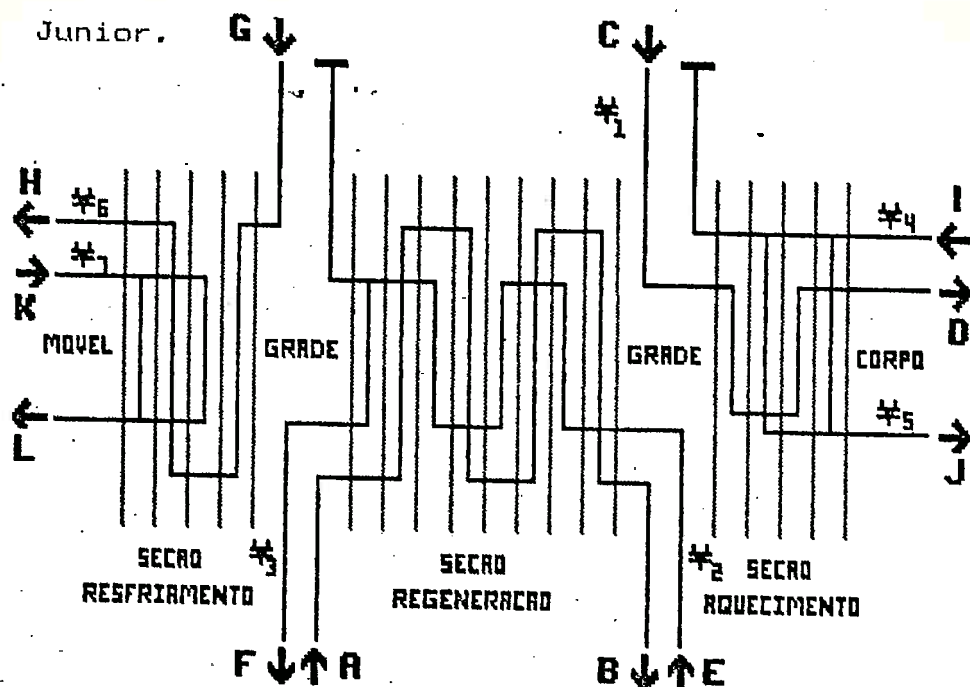 Junior.
G C
¥1
H ¥6 ¥4 I
K ¥7 D
MOVEL GRADE GRADE CORPO
L ¥5 J
SECAO RESFRIAMENTO
¥3
SECAO REGENERACAO
¥2
SECAO AQUECIMENTO
F A B E